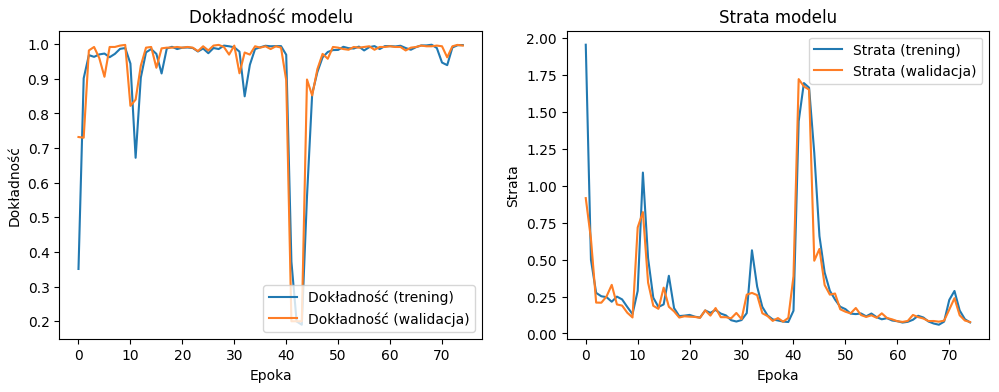 Dokładność modelu
Dokładność
1.0
0.9
0.8
0.7
0.6
0.5
0.4
0.3
0.2
Dokładność (trening)
Dokładność (walidacja)
0 10 20 30 40 50 60 70
Epoka
Strata modelu
Strata
2.00
1.75
1.50
1.25
1.00
0.75
0.50
0.25
0.00
Strata (trening)
Strata (walidacja)
0 10 20 30 40 50 60 70
Epoka